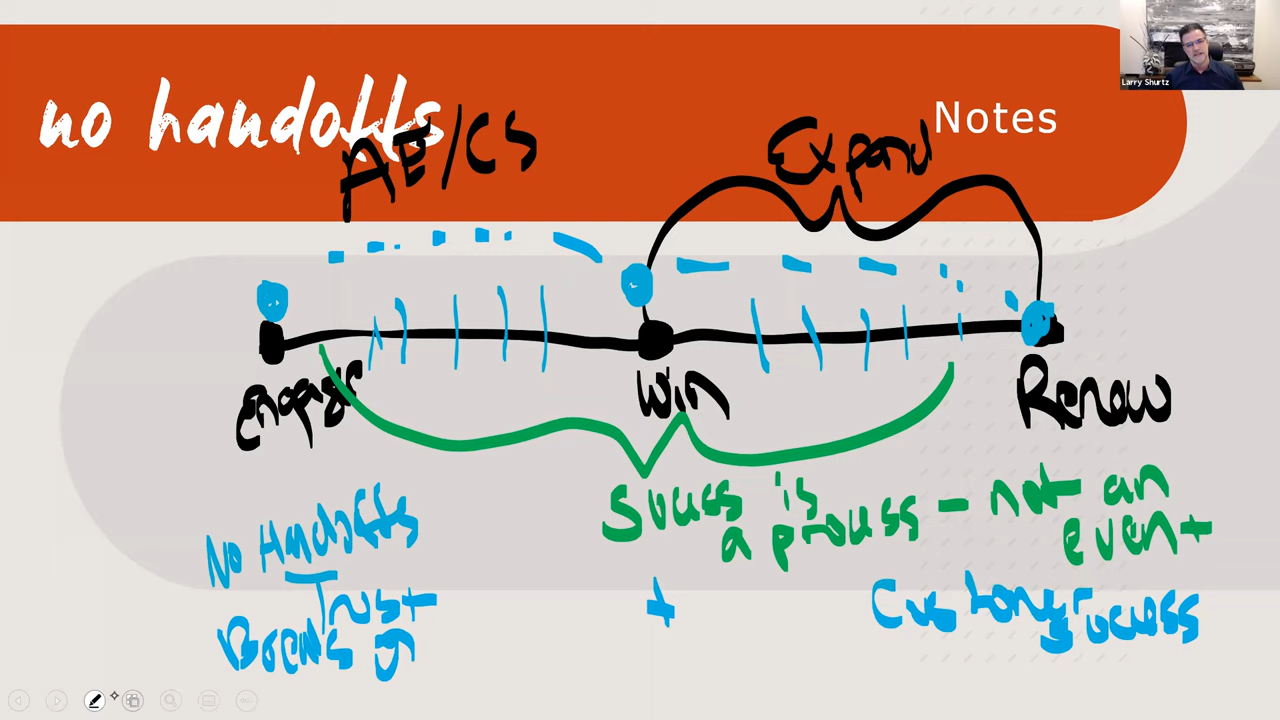 no handoffs
Notes
Larry Shurtz
AE/CS
Expand
Engage
Win
Renew
Success is
a process - not an
event
No Handoffs
Trust
Breaks
+
Customer
Success